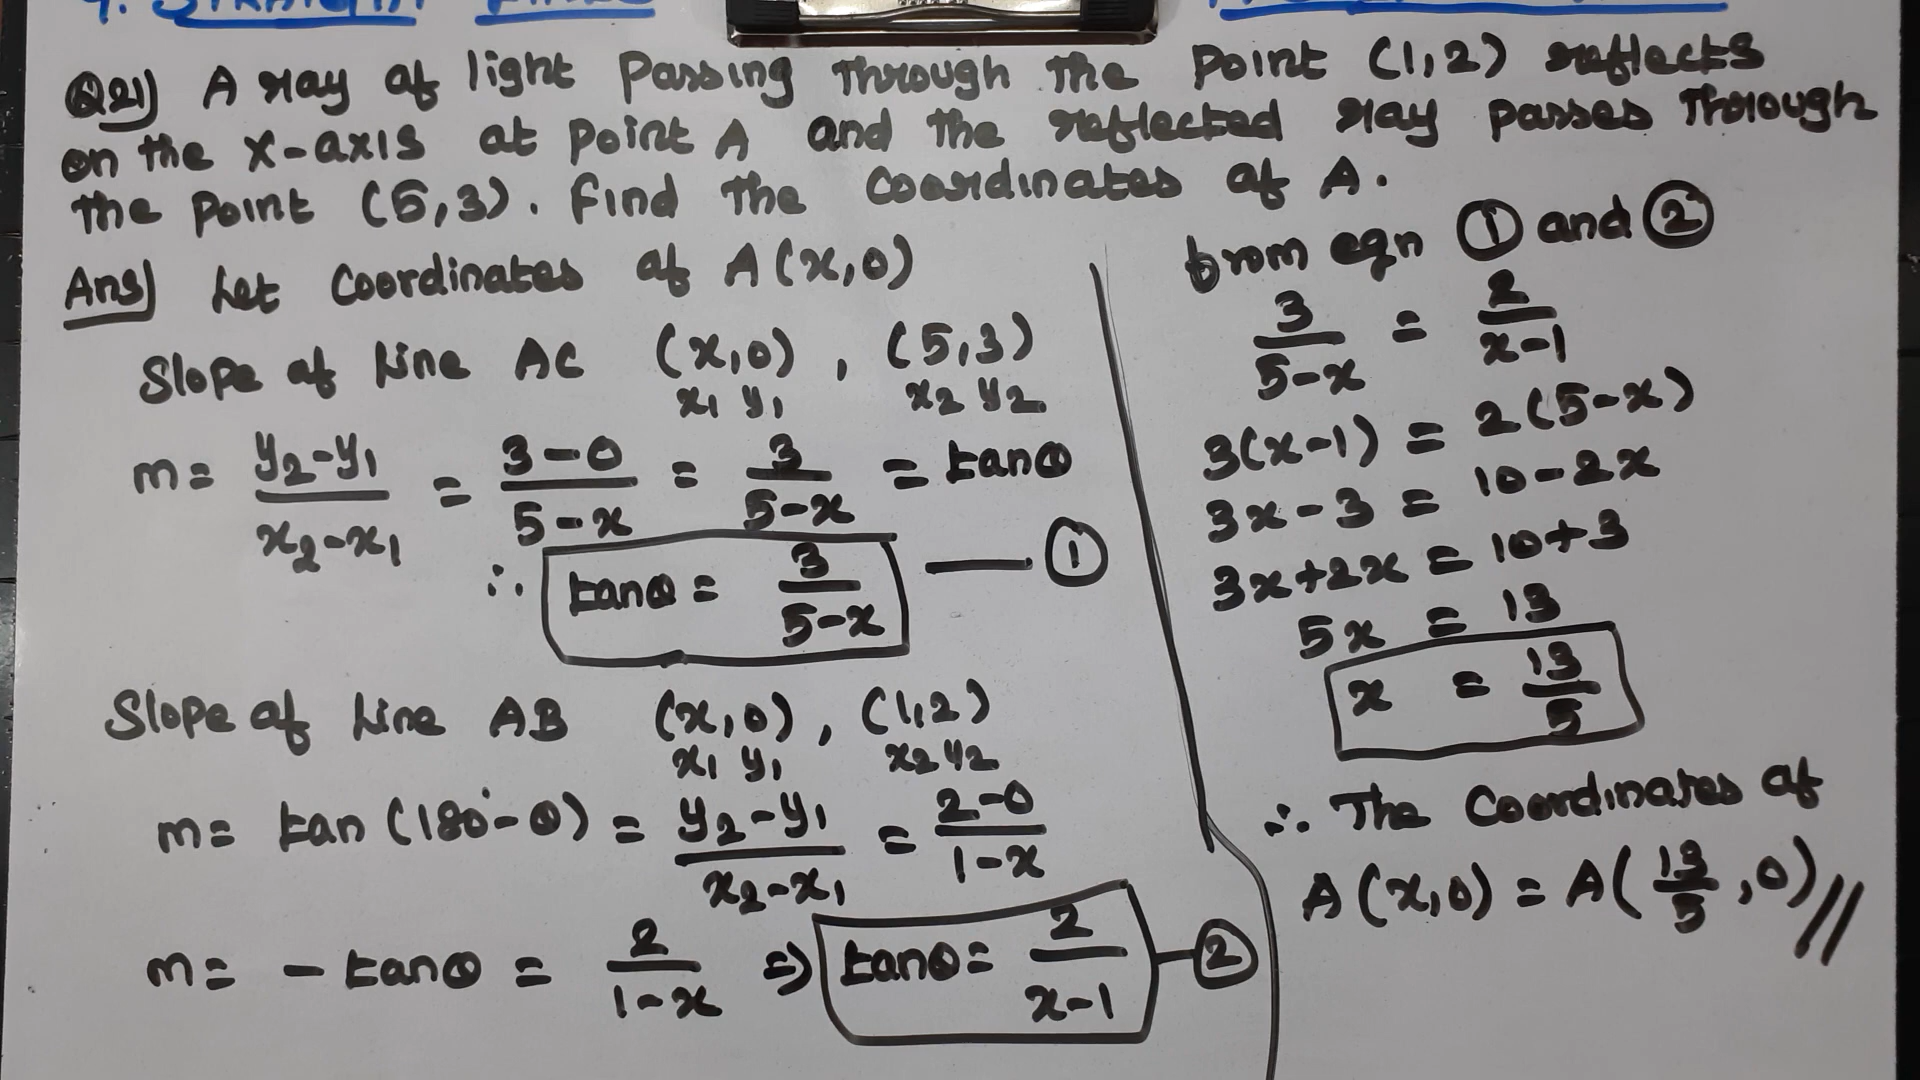 Q21) A ray of light passing through the point (1,2) reflects
on the x-axis at point A and the reflected ray passes through
the point (5,3). Find the coordinates of A.
Ans) Let coordinates of A(x,0)
Slope of line AC (x,0), (5,3)
x1 y1 x2 y2
m = y2-y1/x2-x1 = 3-0/5-x = 3/5-x = tanθ
∴ tanθ = 3/5-x — ①
Slope of line AB (x,0), (1,2)
x1 y1 x2 y2
m = tan(180°-θ) = y2-y1/x2-x1 = 2-0/1-x
m = -tanθ = 2/1-x ⇒ tanθ = 2/x-1 — ②
from eqn ① and ②
3/5-x = 2/x-1
3(x-1) = 2(5-x)
3x-3 = 10-2x
3x+2x = 10+3
5x = 13
x = 13/5
∴ The Coordinates of
A(x,0) = A(13/5,0)//